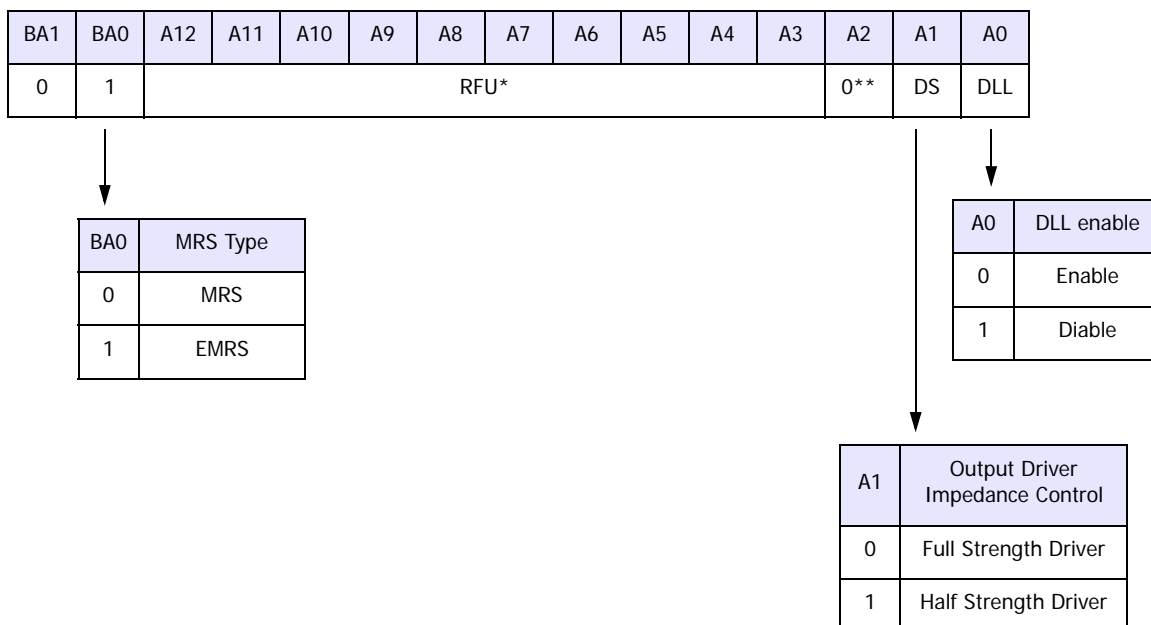 BA1 BA0 A12 A11 A10 A9 A8 A7 A6 A5 A4 A3 A2 A1 A0
0 1 RFU* 0** DS DLL
BA0 MRS Type
0 MRS
1 EMRS
A0 DLL enable
0 Enable
1 Diable
A1 Output Driver
Impedance Control
0 Full Strength Driver
1 Half Strength Driver